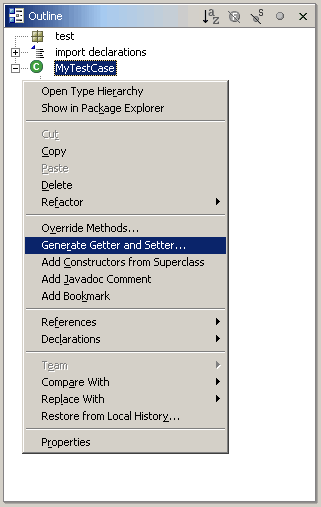 Outline
test
import declarations
C MyTestCase
Open Type Hierarchy
Show in Package Explorer
Cut
Copy
Paste
Delete
Refactor
Override Methods...
Generate Getter and Setter...
Add Constructors from Superclass
Add Javadoc Comment
Add Bookmark
References
Declarations
Team
Compare With
Replace With
Restore from Local History...
Properties